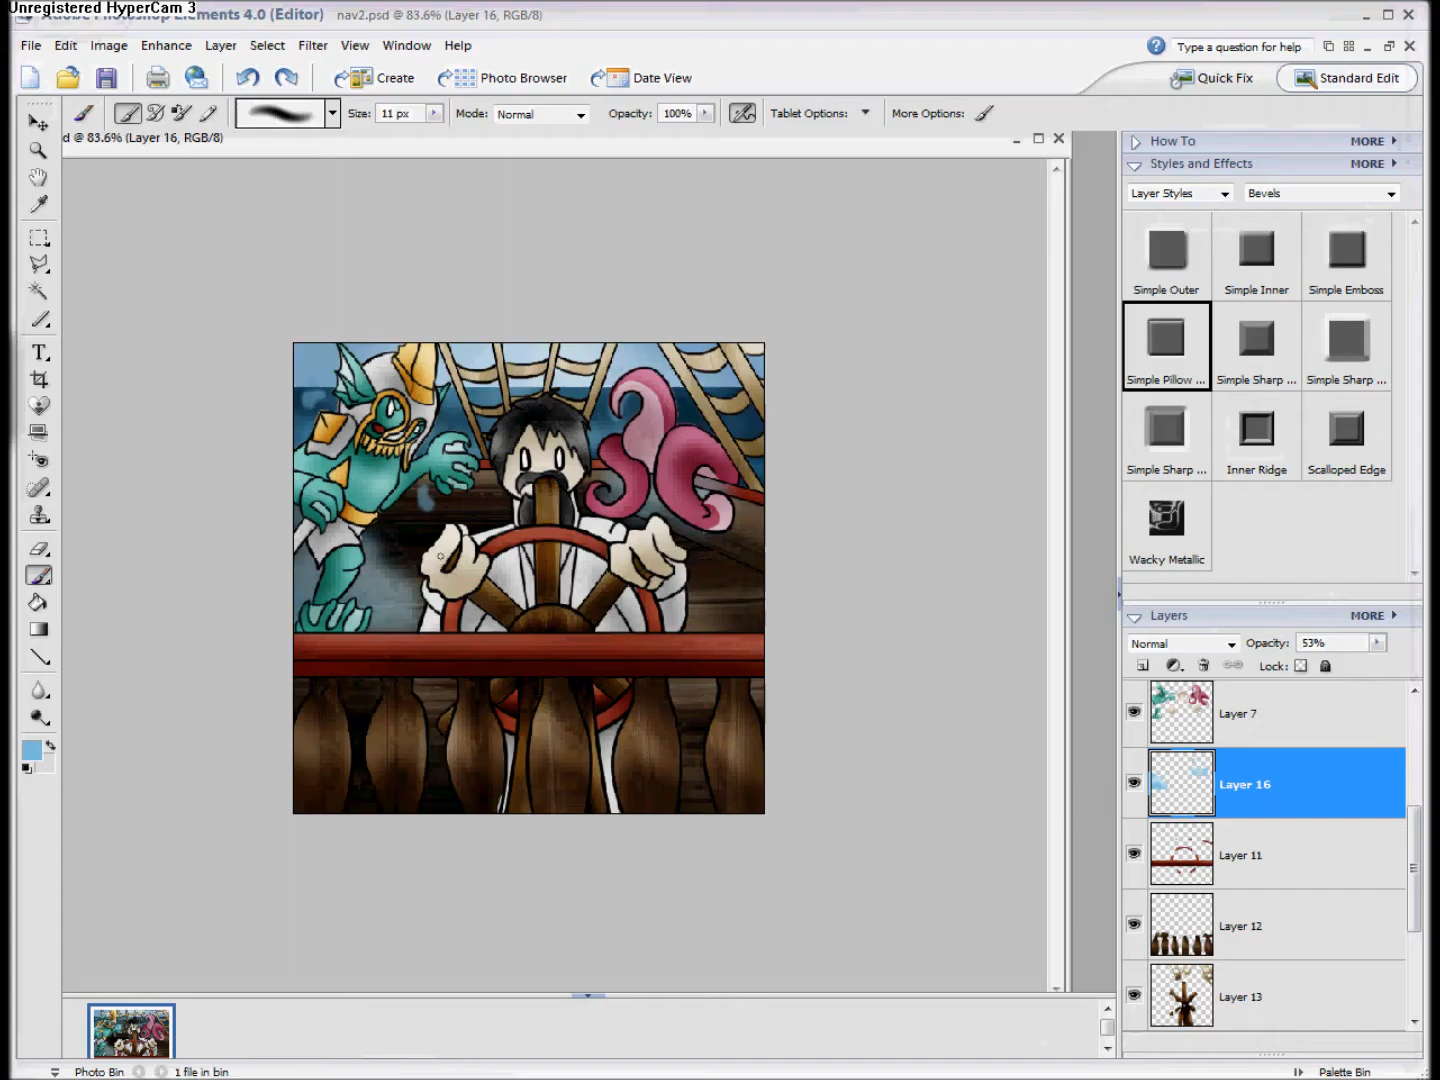 Unregistered HyperCam 3
Adobe Photoshop Elements 4.0 (Editor) nav2.psd @ 83.6% (Layer 16, RGB/8)
File Edit Image Enhance Layer Select Filter View Window Help
Type a question for help
Create Photo Browser Date View
Quick Fix Standard Edit
Size: 11 px Mode: Normal Opacity: 100% Tablet Options: More Options:
d @ 83.6% (Layer 16, RGB/8)
How To MORE
Styles and Effects MORE
Layer Styles Bevels
Simple Outer Simple Inner Simple Emboss
Simple Pillow ... Simple Sharp ... Simple Sharp ...
Simple Sharp ... Inner Ridge Scalloped Edge
Wacky Metallic
Layers MORE
Normal Opacity: 53%
Lock:
Layer 7
Layer 16
Layer 11
Layer 12
Layer 13
T
Photo Bin 1 file in bin
Palette Bin